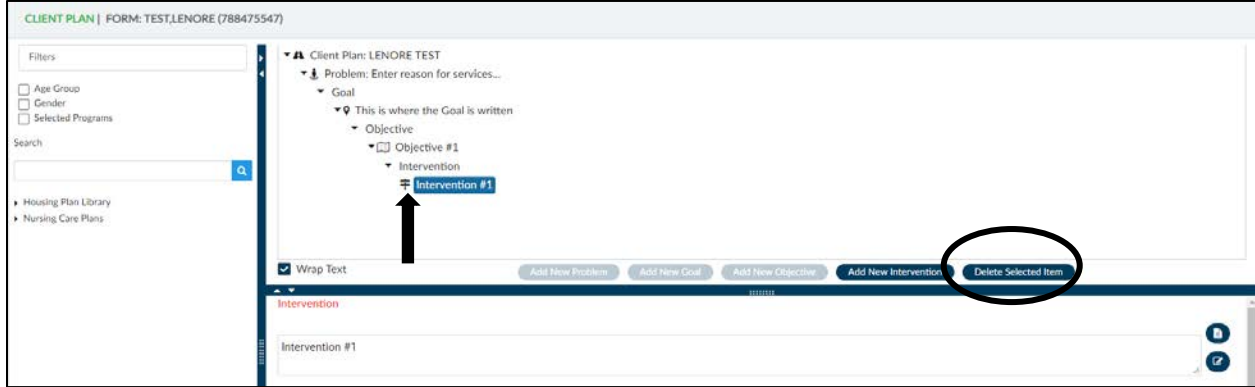 CLIENT PLAN | FORM: TEST,LENORE (788475547)
Filters
Age Group
Gender
Selected Programs
Search
Housing Plan Library
Nursing Care Plans
Client Plan: LENORE TEST
Problem: Enter reason for services...
Goal
This is where the Goal is written
Objective
Objective #1
Intervention
Intervention #1
Wrap Text
Add New Problem Add New Goal Add New Objective Add New Intervention Delete Selected Item
Intervention
Intervention #1